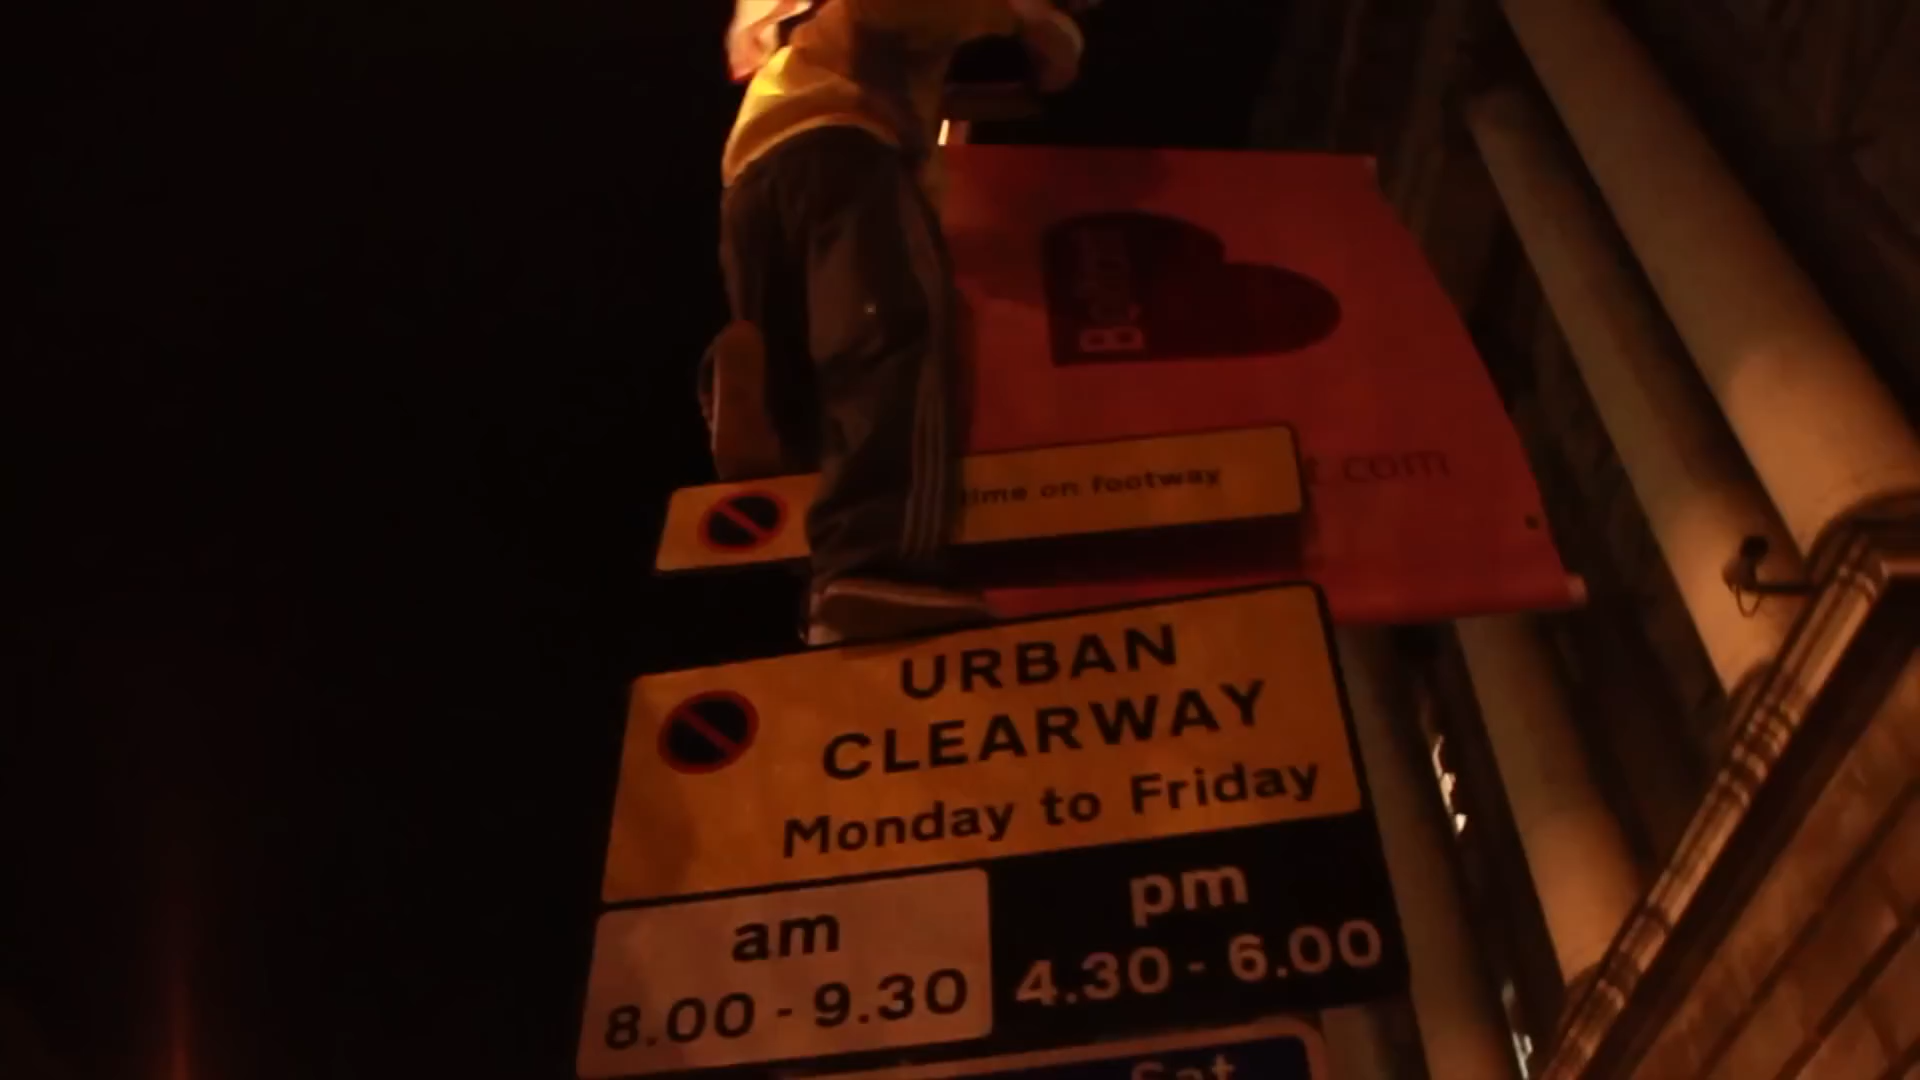 time on footway
t.com
URBAN
CLEARWAY
Monday to Friday
am
8.00 - 9.30
pm
4.30 - 6.00
Sat